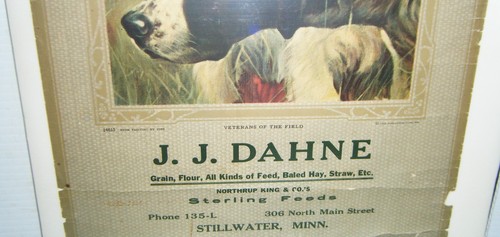 VETERANS OF THE FIELD
J. J. DAHNE
Grain, Flour, All Kinds of Feed, Baled Hay, Straw, Etc.
NORTHRUP KING & CO.'S
Sterling Feeds
Phone 135-L 306 North Main Street
STILLWATER, MINN.